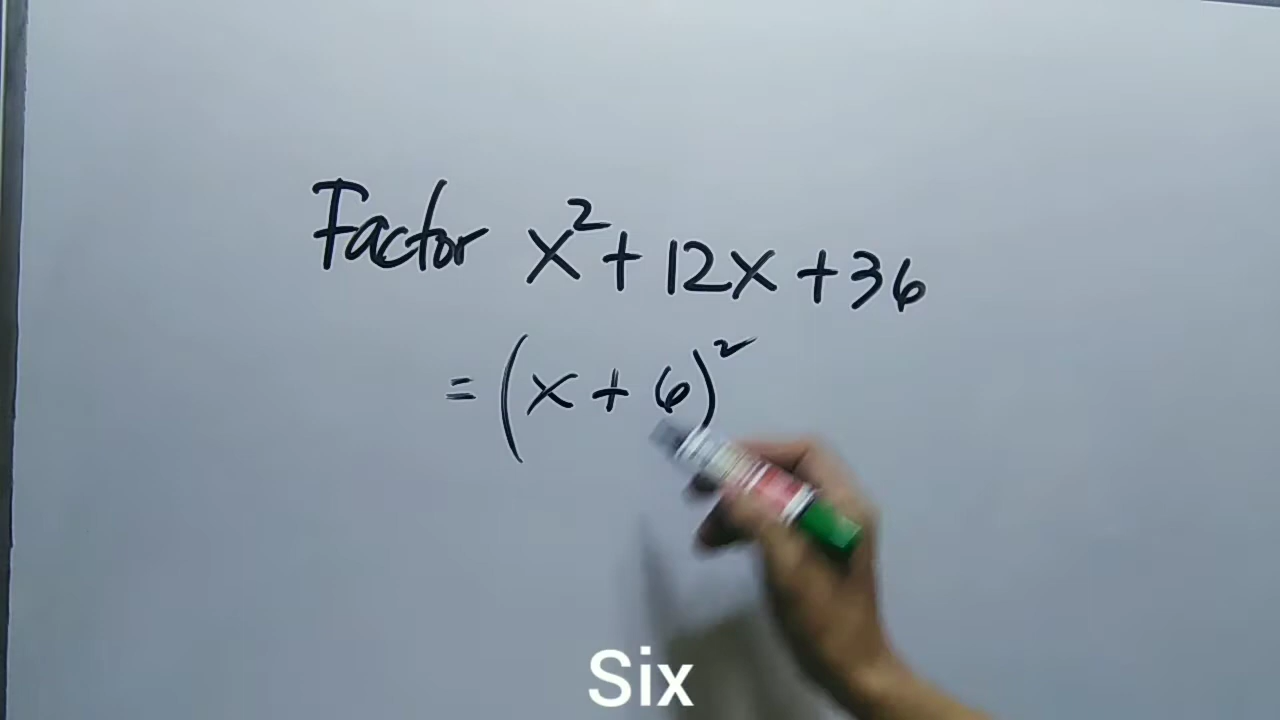 Factor x² + 12x + 36
= (x + 6)²
Six